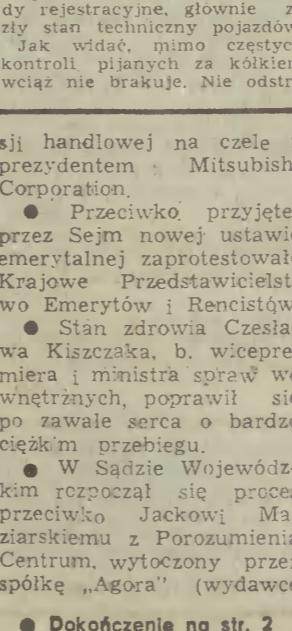 dy rejestracyjne, głównie z
zły stan techniczny pojazdów
Jak widać, mimo częstyc
kontroli pijanych za kółkiem
wciąż nie brakuje. Nie odstr
sji handlowej na czele
prezydentem Mitsubish
Corporation.
● Przeciwko przyjęte
przez Sejm nowej ustawi
emerytalnej zaprotestował
Krajowe Przedstawicielst
wo Emerytów i Rencistów
● Stan zdrowia Czesła
wa Kiszczaka, b. wicepre
miera i ministra spraw we
wnętrznych, poprawił się
po zawale serca o bardzo
ciężkim przebiegu.
● W Sądzie Wojewódz-
kim rozpoczął się proces
przeciwko Jackowi Ma
ziarskiemu z Porozumienia
Centrum, wytoczony prze
spółkę „Agora" (wydawcę
● Dokończenie na str. 2